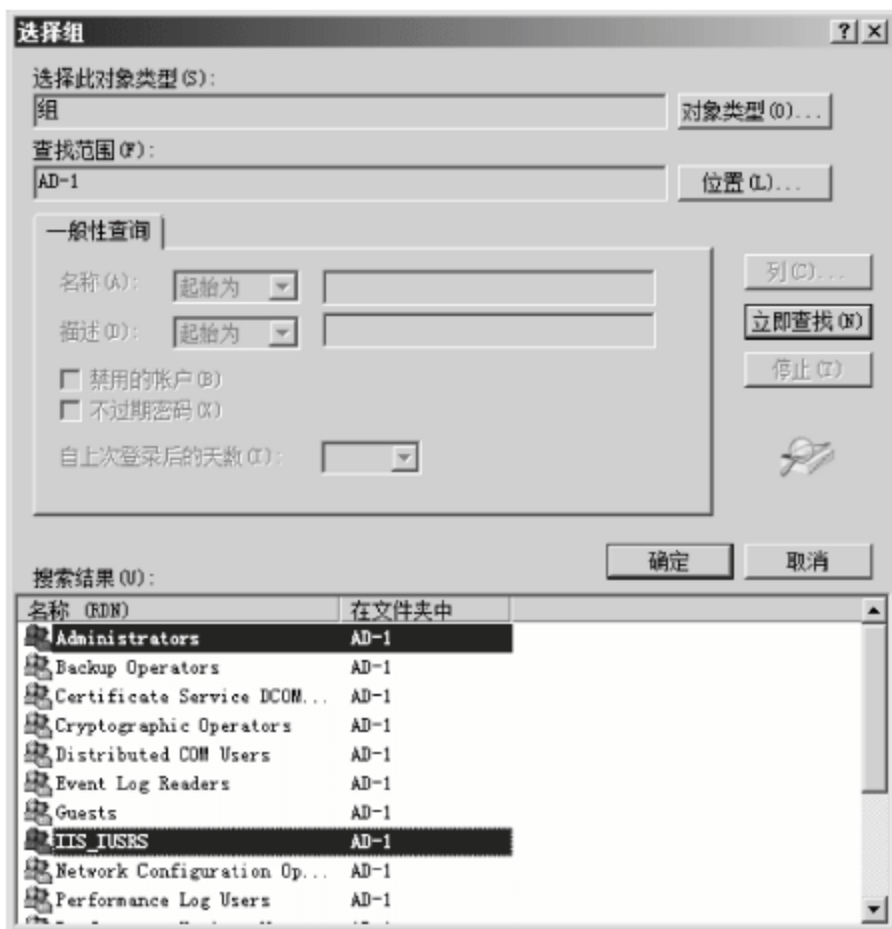 选择组
选择此对象类型(S):
组
对象类型(O)...
查找范围(F):
AD-1
位置(L)...
一般性查询
名称(A):
起始为
列(C)...
描述(D):
起始为
立即查找(N)
禁用的帐户(B)
停止(T)
不过期密码(X)
自上次登录后的天数(I):
确定
取消
搜索结果(U):
名称 (RDN) 在文件夹中
Administrators AD-1
Backup Operators AD-1
Certificate Service DCOM... AD-1
Cryptographic Operators AD-1
Distributed COM Users AD-1
Event Log Readers AD-1
Guests AD-1
IIS_IUSRS AD-1
Network Configuration Op... AD-1
Performance Log Users AD-1